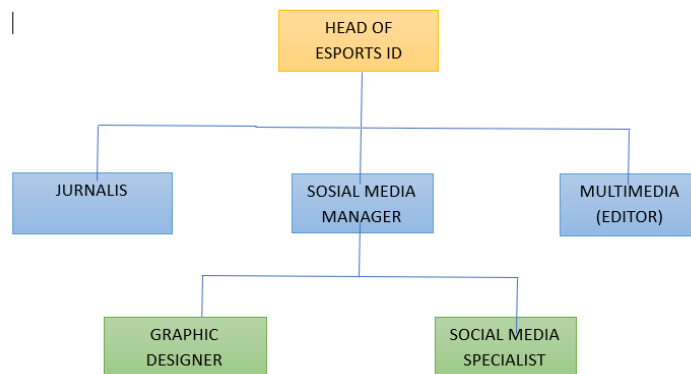 HEAD OF
ESPORTS ID
JURNALIS
SOSIAL MEDIA
MANAGER
MULTIMEDIA
(EDITOR)
GRAPHIC
DESIGNER
SOCIAL MEDIA
SPECIALIST